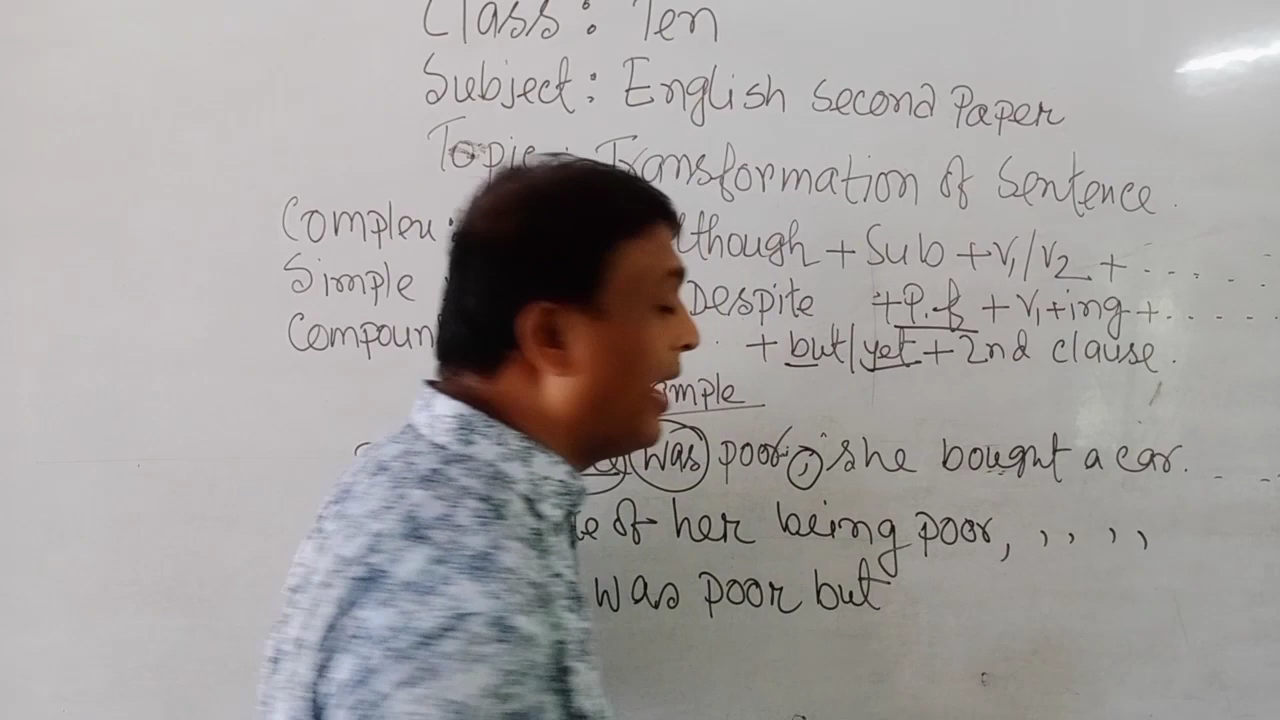 Class: Ten
Subject: English Second Paper
Topic: Transformation of Sentence.
Complex: though + Sub + V1/V2 + .... . .
Simple Despite + P.f + V1+ing +.... . .
Compoun + but/yet + 2nd clause.
mple
was poor, she bought a car. - -
of her being poor, , , , ,
was poor but